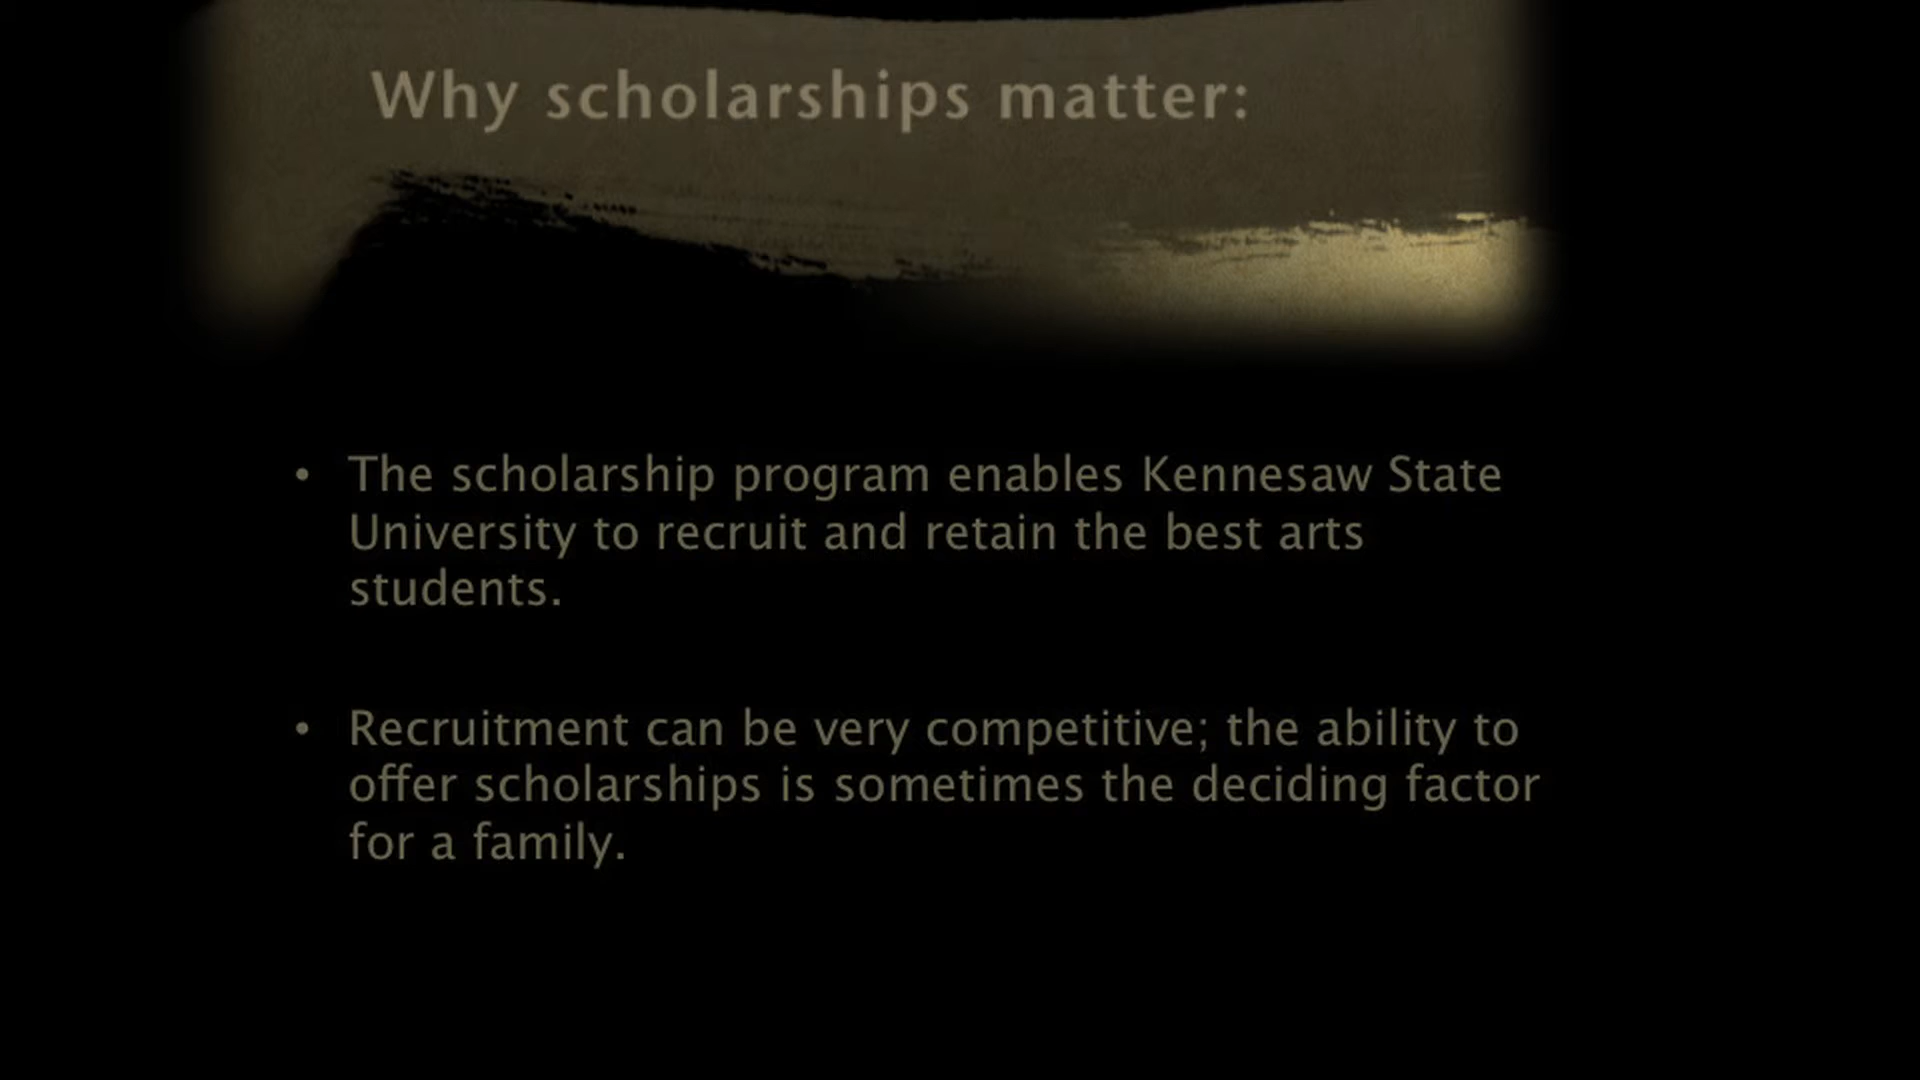 Why scholarships matter:
• The scholarship program enables Kennesaw State
University to recruit and retain the best arts
students.
• Recruitment can be very competitive; the ability to
offer scholarships is sometimes the deciding factor
for a family.